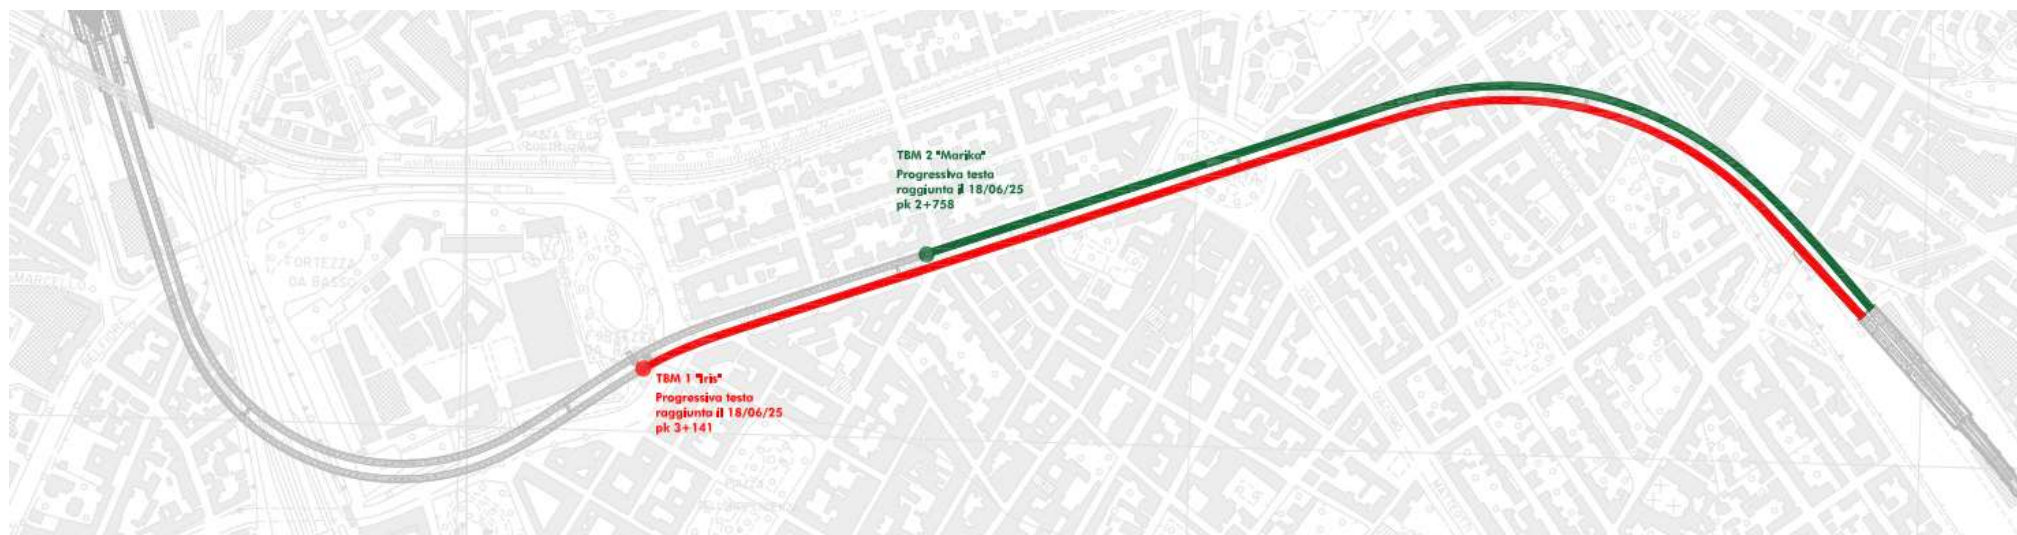 TBM 2 "Marika"
Progressiva testa
raggiunta il 18/06/25
pk 2+758
FORTEZZA
DA BASSO
TBM 1 "Iris"
Progressiva testa
raggiunta il 18/06/25
pk 3+141
PIAZZA